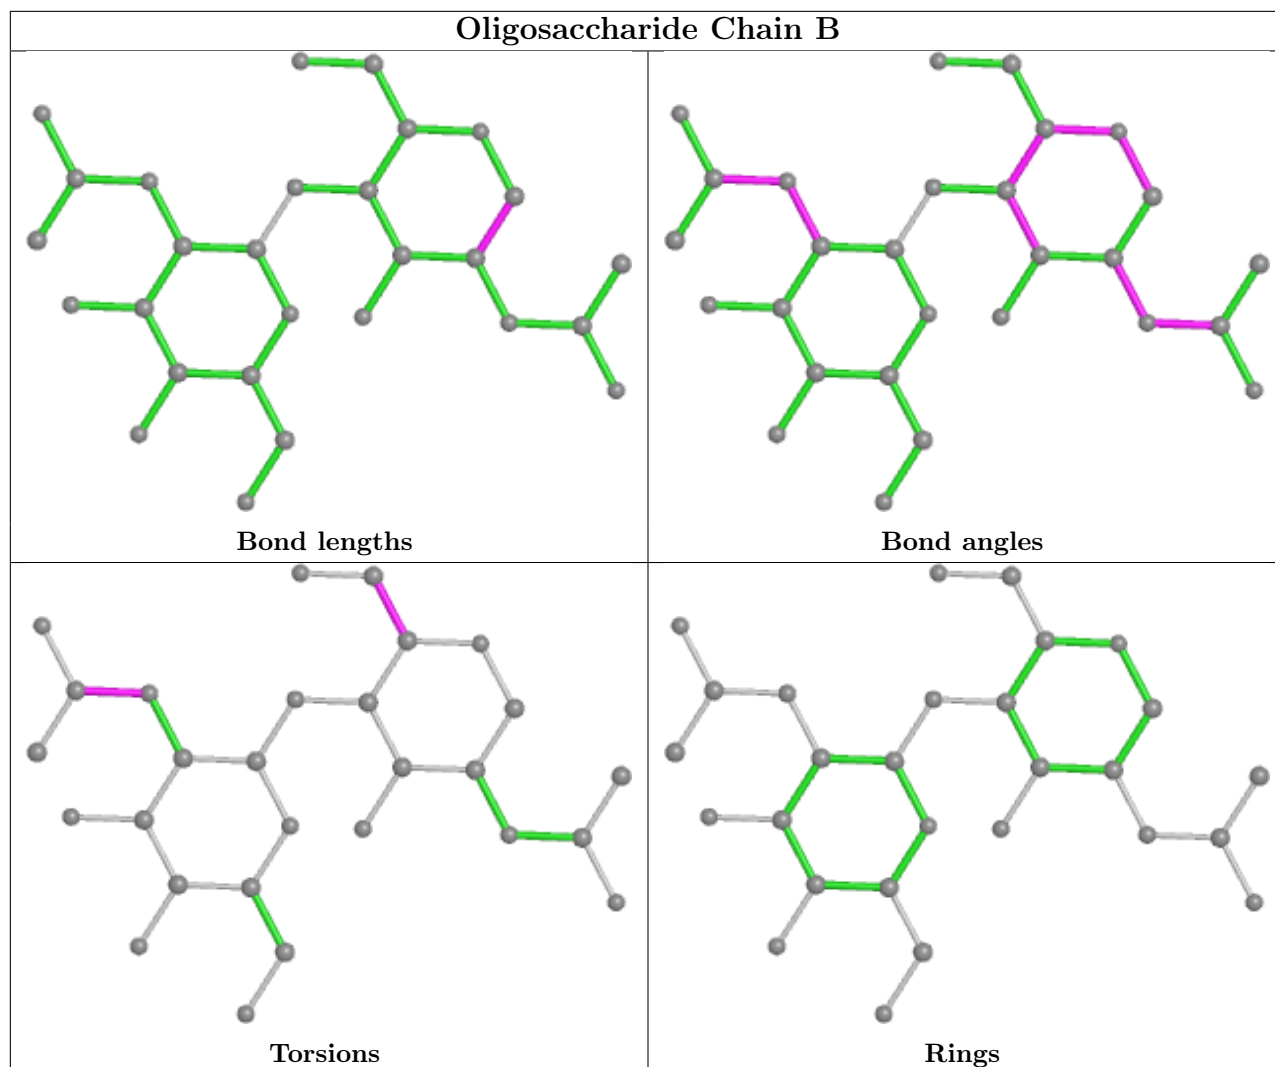 Oligosaccharide Chain B
Bond lengths
Bond angles
Torsions
Rings